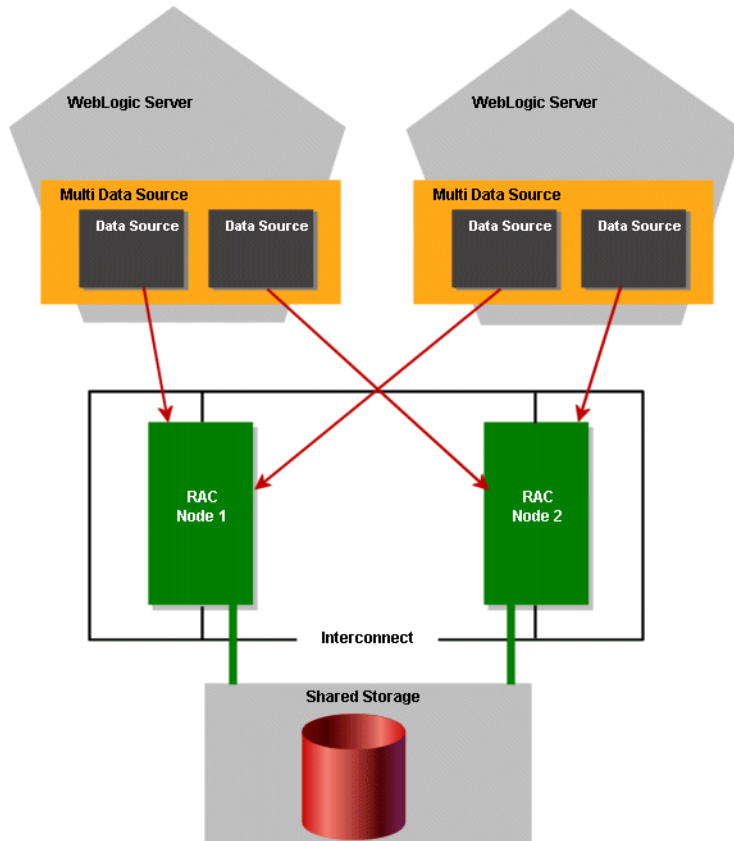 WebLogic Server
WebLogic Server
Multi Data Source
Multi Data Source
Data Source
Data Source
Data Source
Data Source
RAC
Node 1
RAC
Node 2
Interconnect
Shared Storage